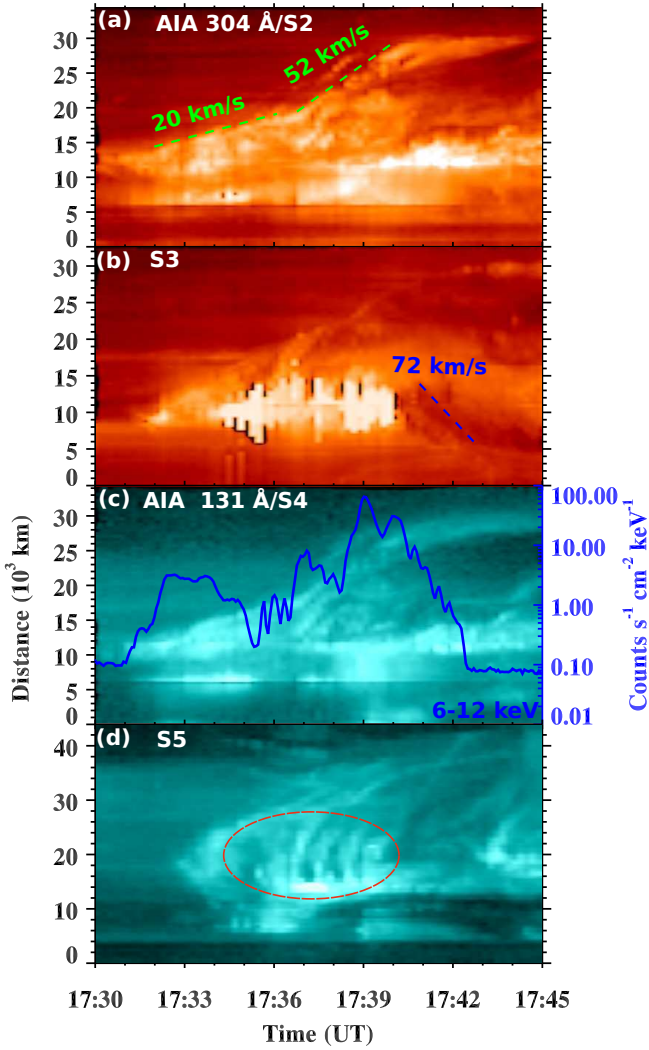 (a) AIA 304 Å/S2
52 km/s
20 km/s
30
25
20
15
10
5
0
(b) S3
72 km/s
30
25
20
15
10
5
0
(c) AIA 131 Å/S4
6-12 keV
30
25
20
15
10
5
0
100.00
10.00
1.00
0.10
0.01
Distance (10³ km)
Counts s⁻¹ cm⁻² keV⁻¹
(d) S5
40
30
20
10
0
17:30 17:33 17:36 17:39 17:42 17:45
Time (UT)